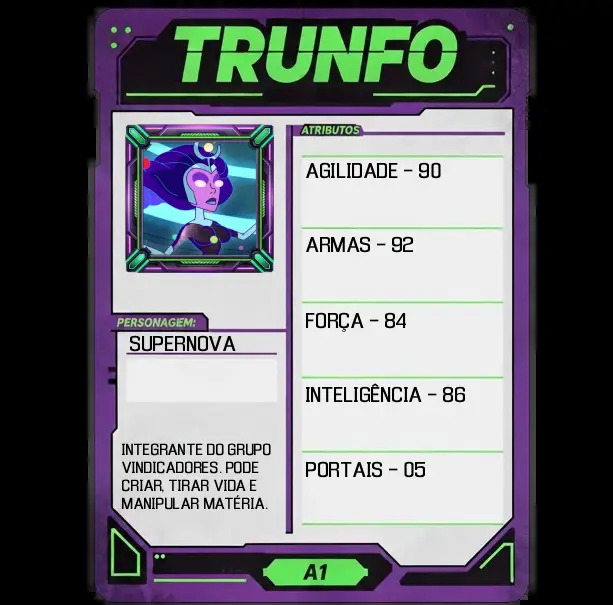 TRUNFO
ATRIBUTOS
AGILIDADE - 90
ARMAS - 92
FORÇA - 84
INTELIGÊNCIA - 86
PORTAIS - 05
PERSONAGEM:
SUPERNOVA
INTEGRANTE DO GRUPO
VINDICADORES. PODE
CRIAR, TIRAR VIDA E
MANIPULAR MATÉRIA.
A1